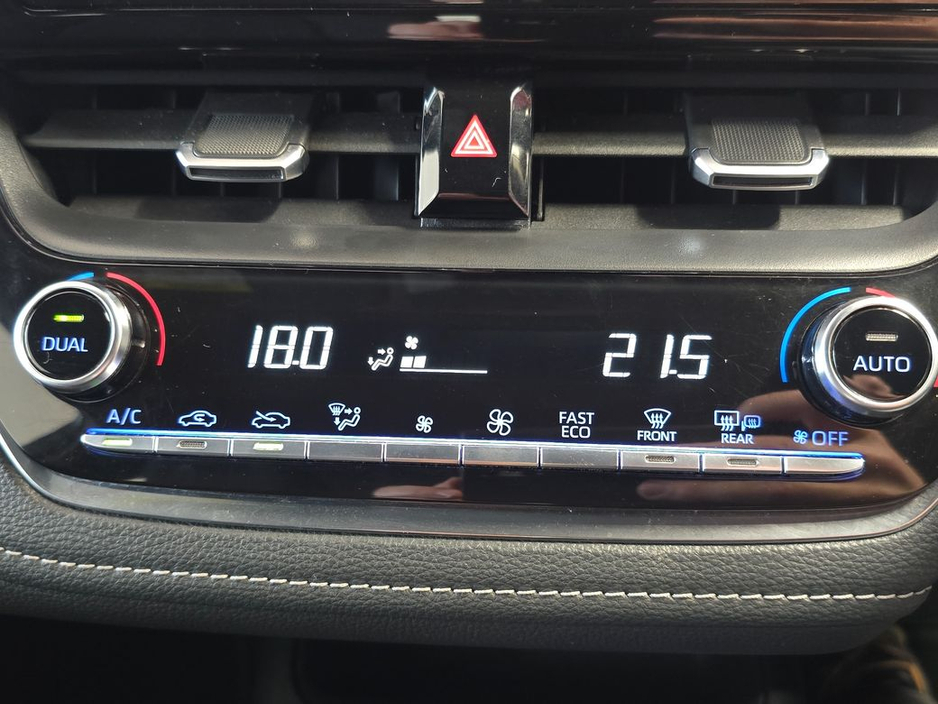 DUAL
18.0
21.5
AUTO
A/C
FAST
ECO
FRONT
REAR
OFF